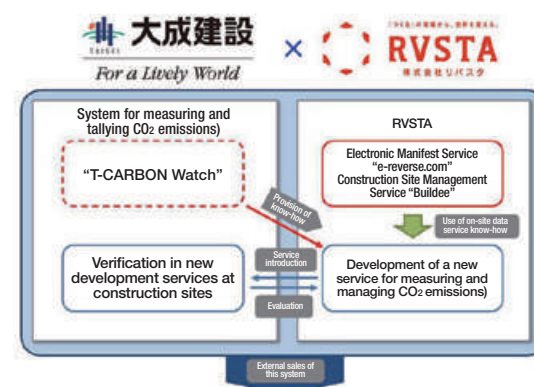 大成建設
TAISEI
For a Lively World
×
「つくる」の現場から、世界を変える。
RVSTA
株式会社リバスタ
System for measuring and
tallying CO2 emissions)
"T-CARBON Watch"
RVSTA
Electronic Manifest Service
"e-reverse.com"
Construction Site Management
Service "Buildee"
Provision of
know-how
Use of on-site data
service know-how
Verification in new
development services at
construction sites
Service
introduction
Evaluation
Development of a new
service for measuring and
managing CO2 emissions)
External sales of
this system